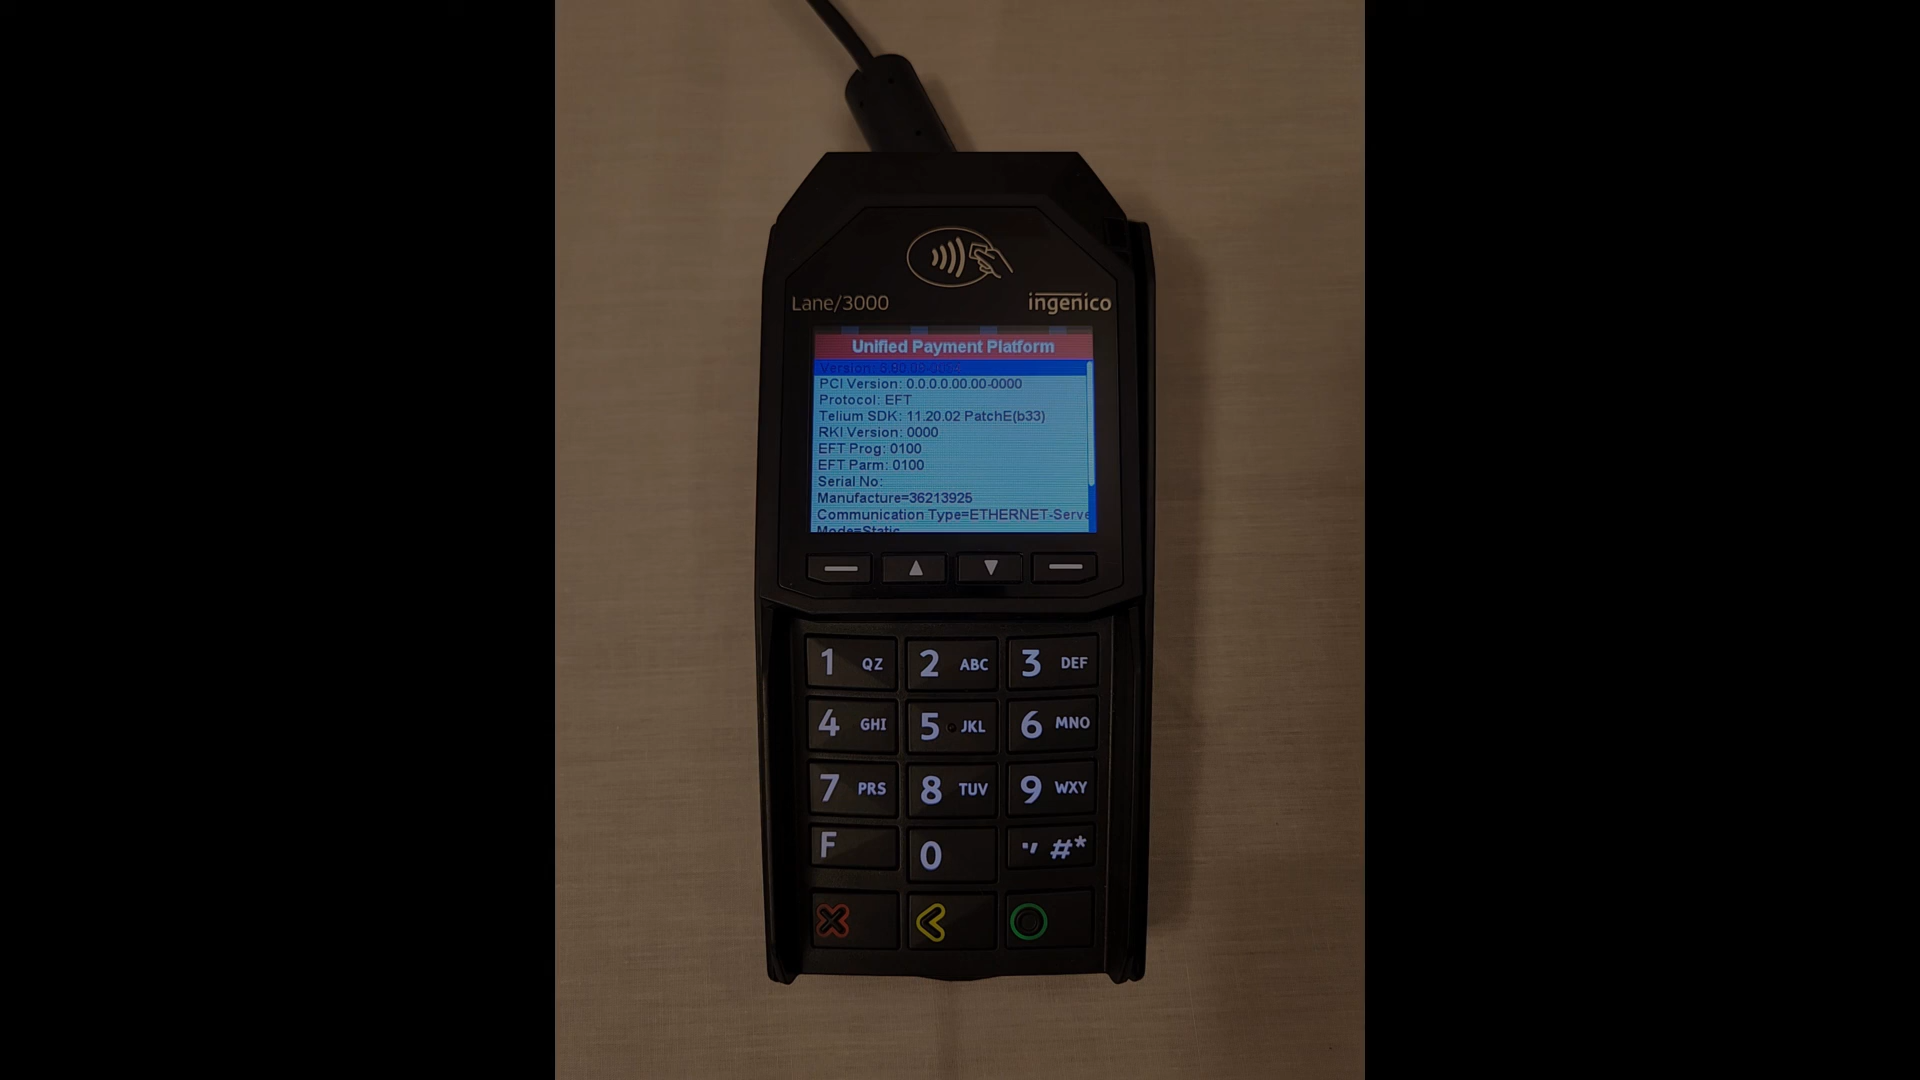 Lane/3000 ingenico
Unified Payment Platform
Version:
PCI Version: 0.0.0.0.00.00-0000
Protocol: EFT
Telium SDK: 11.20.02 PatchE(b33)
RKI Version: 0000
EFT Prog: 0100
EFT Parm: 0100
Serial No:
Manufacture=36213925
Communication Type=ETHERNET-Serve
Mode=Static
1 QZ 2 ABC 3 DEF
4 GHI 5 JKL 6 MNO
7 PRS 8 TUV 9 WXY
F 0 ., #*